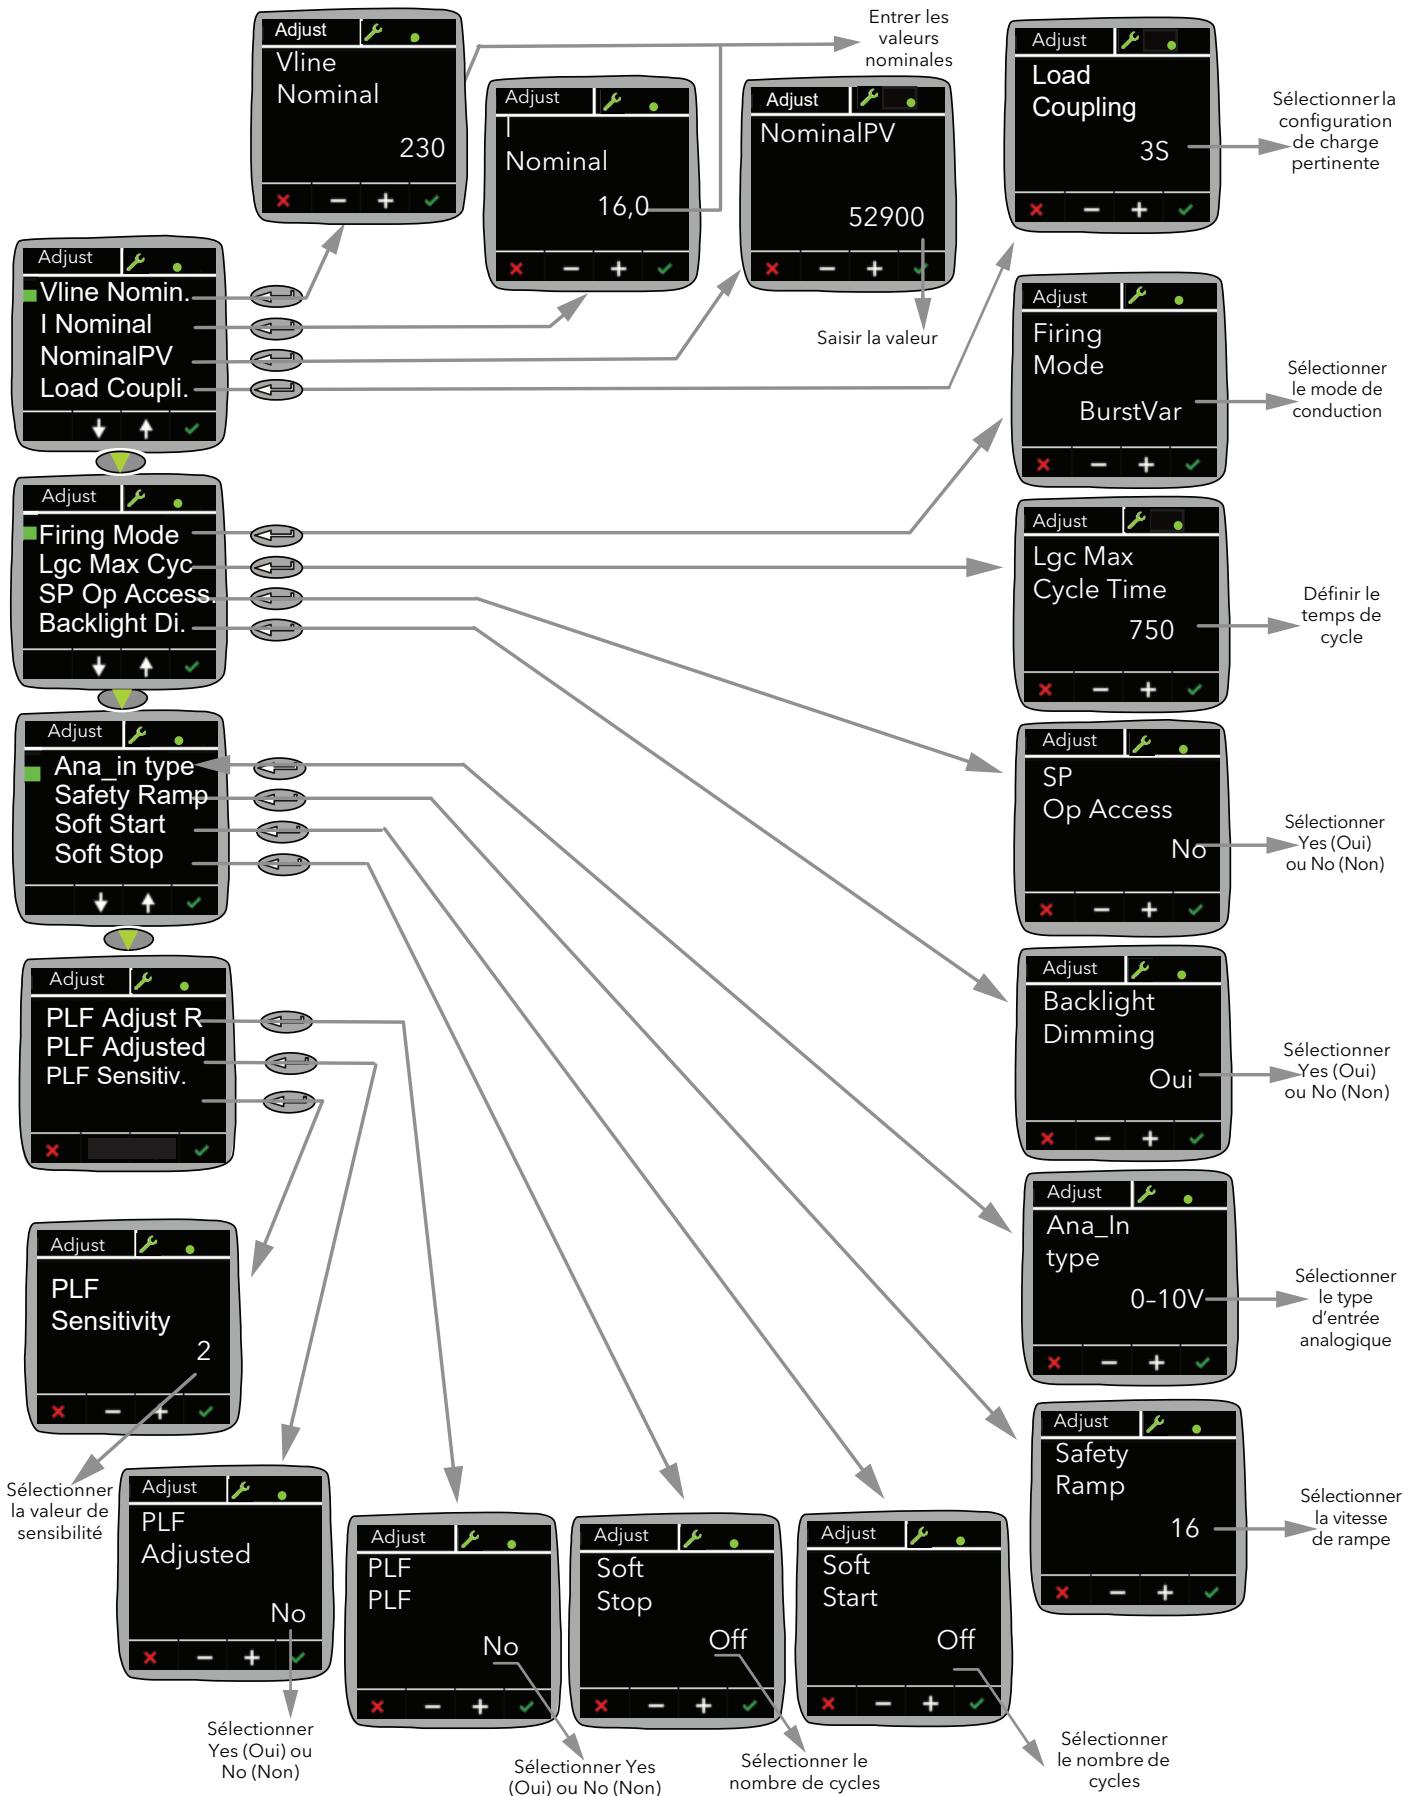 Adjust
Vline
Nominal
230
Entrer les
valeurs
nominales
Adjust
I
Nominal
16,0
Adjust
NominalPV
52900
Saisir la valeur
Adjust
Load
Coupling
3S
Sélectionner la
configuration
de charge
pertinente
Adjust
Vline Nomin.
I Nominal
NominalPV
Load Coupli.
Adjust
Firing
Mode
BurstVar
Sélectionner
le mode de
conduction
Adjust
Firing Mode
Lgc Max Cyc
SP Op Access.
Backlight Di.
Adjust
Lgc Max
Cycle Time
750
Définir le
temps de
cycle
Adjust
Ana_in type
Safety Ramp
Soft Start
Soft Stop
Adjust
SP
Op Access
No
Sélectionner
Yes (Oui)
ou No (Non)
Adjust
PLF Adjust R
PLF Adjusted
PLF Sensitiv.
Adjust
Backlight
Dimming
Oui
Sélectionner
Yes (Oui)
ou No (Non)
Adjust
Ana_In
type
0–10V
Sélectionner
le type
d'entrée
analogique
Adjust
PLF
Sensitivity
2
Sélectionner
la valeur de
sensibilité
Adjust
Safety
Ramp
16
Sélectionner
la vitesse
de rampe
Adjust
PLF
Adjusted
No
Sélectionner
Yes (Oui) ou
No (Non)
Adjust
PLF
PLF
No
Sélectionner Yes
(Oui) ou No (Non)
Adjust
Soft
Stop
Off
Sélectionner le
nombre de cycles
Adjust
Soft
Start
Off
Sélectionner
le nombre de
cycles